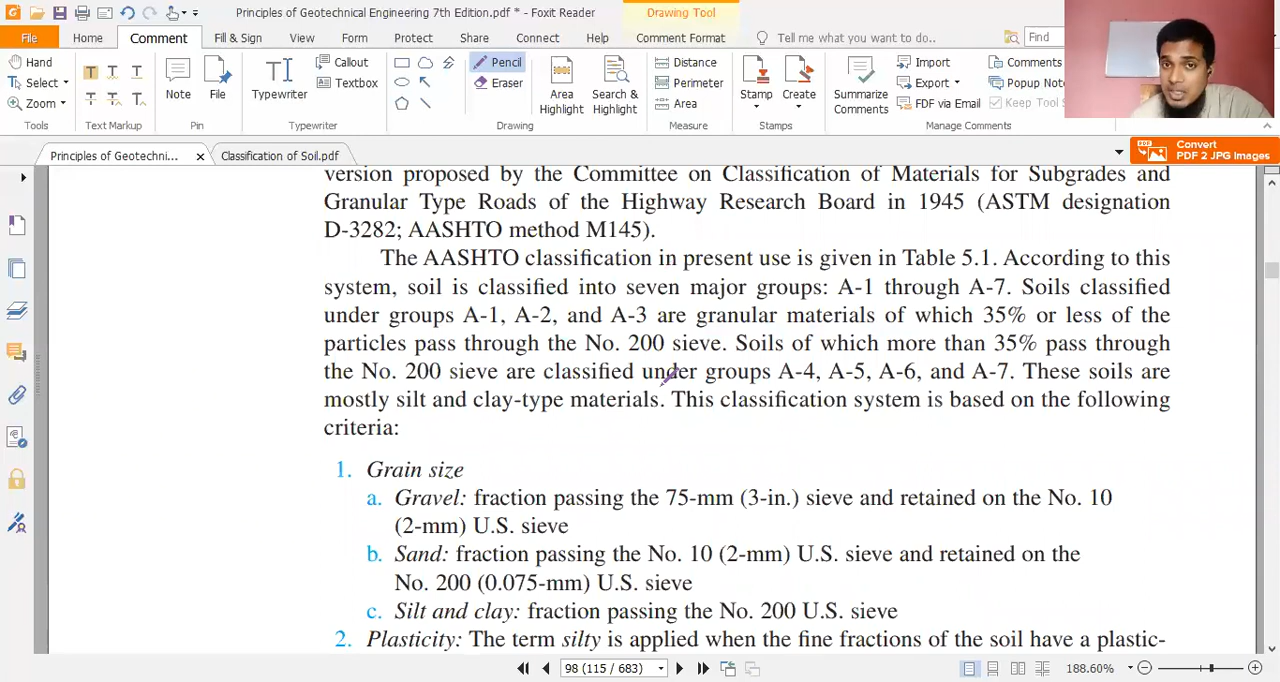 Principles of Geotechnical Engineering 7th Edition.pdf * - Foxit Reader
Drawing Tool
File Home Comment Fill & Sign View Form Protect Share Connect Help Comment Format Tell me what you want to do.. Find
Hand
Select
Zoom
Tools
Text Markup
Note
File
Pin
Typewriter
Callout
Textbox
Typewriter
Pencil
Eraser
Drawing
Area Highlight
Search & Highlight
Distance
Perimeter
Area
Measure
Stamp
Create
Stamps
Summarize Comments
Import
Export
FDF via Email
Comments
Popup Note
Keep Tool S
Manage Comments
Principles of Geotechni... Classification of Soil.pdf
Convert
PDF 2 JPG Images
version proposed by the Committee on Classification of Materials for Subgrades and
Granular Type Roads of the Highway Research Board in 1945 (ASTM designation
D-3282; AASHTO method M145).
The AASHTO classification in present use is given in Table 5.1. According to this
system, soil is classified into seven major groups: A-1 through A-7. Soils classified
under groups A-1, A-2, and A-3 are granular materials of which 35% or less of the
particles pass through the No. 200 sieve. Soils of which more than 35% pass through
the No. 200 sieve are classified under groups A-4, A-5, A-6, and A-7. These soils are
mostly silt and clay-type materials. This classification system is based on the following
criteria:
1. Grain size
a. Gravel: fraction passing the 75-mm (3-in.) sieve and retained on the No. 10
(2-mm) U.S. sieve
b. Sand: fraction passing the No. 10 (2-mm) U.S. sieve and retained on the
No. 200 (0.075-mm) U.S. sieve
c. Silt and clay: fraction passing the No. 200 U.S. sieve
2. Plasticity: The term silty is applied when the fine fractions of the soil have a plastic-
98 (115 / 683)
188.60%